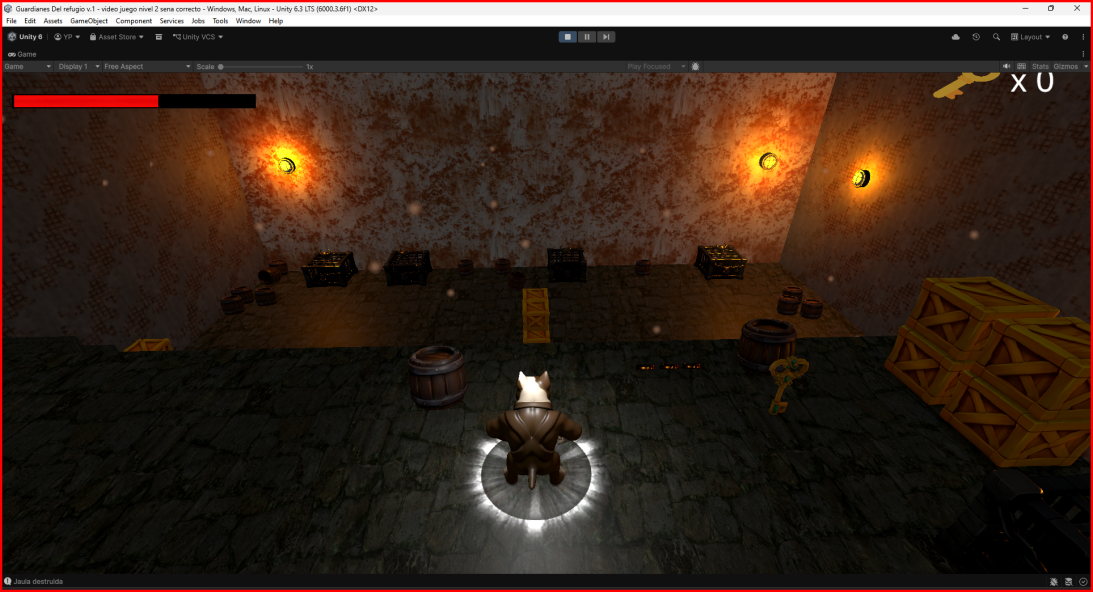 Guardianes Del refugio v.1 - video juego nivel 2 sena correcto - Windows, Mac, Linux - Unity 6.3 LTS (6000.3.6f1) <DX12>
File Edit Assets GameObject Component Services Jobs Tools Window Help
Unity 6 YP Asset Store Unity VCS Layout
Game
Game Display 1 Free Aspect Scale 1x Play Focused Stats Gizmos
x 0
Jaula destruida